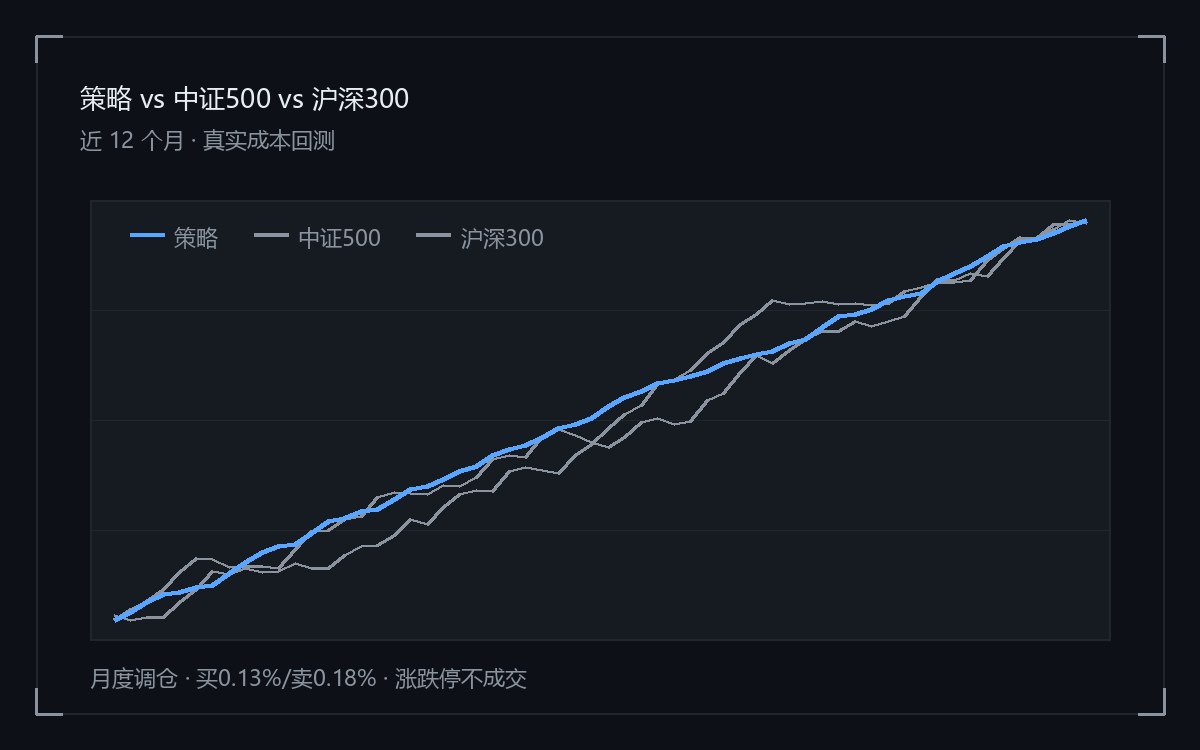 策略 vs 中证500 vs 沪深300
近 12 个月 · 真实成本回测
策略 中证500 沪深300
月度调仓 · 买0.13%/卖0.18% · 涨跌停不成交